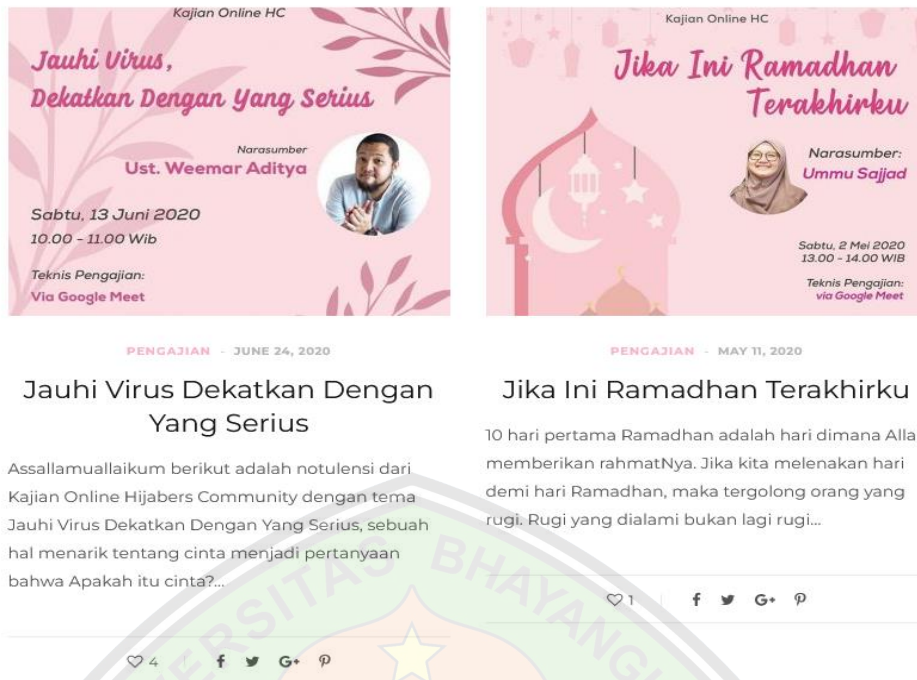 Kajian Online HC
Jauhi Virus,
Dekatkan Dengan Yang Serius
Narasumber
Ust. Weemar Aditya
Sabtu, 13 Juni 2020
10.00 - 11.00 Wib
Teknis Pengajian:
Via Google Meet
PENGAJIAN - JUNE 24, 2020
Jauhi Virus Dekatkan Dengan
Yang Serius
Assallamuallaikum berikut adalah notulensi dari
Kajian Online Hijabers Community dengan tema
Jauhi Virus Dekatkan Dengan Yang Serius, sebuah
hal menarik tentang cinta menjadi pertanyaan
bahwa Apakah itu cinta?...
4
Kajian Online HC
Jika Ini Ramadhan
Terakhirku
Narasumber:
Ummu Sajjad
Sabtu, 2 Mei 2020
13.00 - 14.00 WIB
Teknis Pengajian:
via Google Meet
PENGAJIAN - MAY 11, 2020
Jika Ini Ramadhan Terakhirku
10 hari pertama Ramadhan adalah hari dimana Alla
memberikan rahmatNya. Jika kita melenakan hari
demi hari Ramadhan, maka tergolong orang yang
rugi. Rugi yang dialami bukan lagi rugi...
1